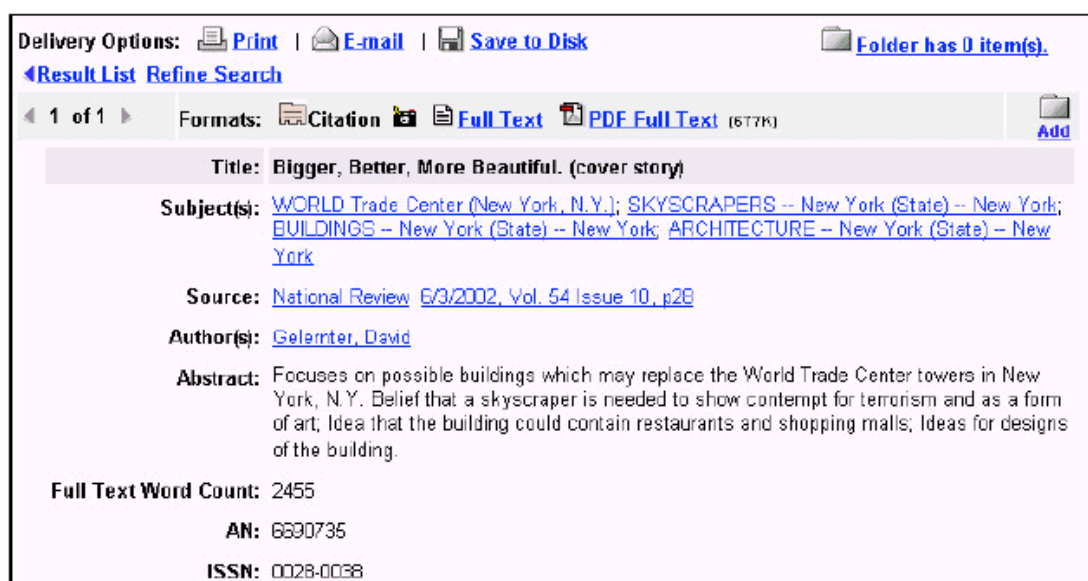 Delivery Options: Print | E-mail | Save to Disk Folder has 0 item(s).
Result List Refine Search
1 of 1 Formats: Citation Full Text PDF Full Text (677K) Add
Title: Bigger, Better, More Beautiful. (cover story)
Subject(s): WORLD Trade Center (New York, N.Y.); SKYSCRAPERS -- New York (State) -- New York;
BUILDINGS -- New York (State) -- New York; ARCHITECTURE -- New York (State) -- New
York
Source: National Review 6/3/2002, Vol. 54 Issue 10, p28
Author(s): Gelernter, David
Abstract: Focuses on possible buildings which may replace the World Trade Center towers in New
York, N.Y. Belief that a skyscraper is needed to show contempt for terrorism and as a form
of art; Idea that the building could contain restaurants and shopping malls; Ideas for designs
of the building.
Full Text Word Count: 2455
AN: 6690735
ISSN: 0028-0038